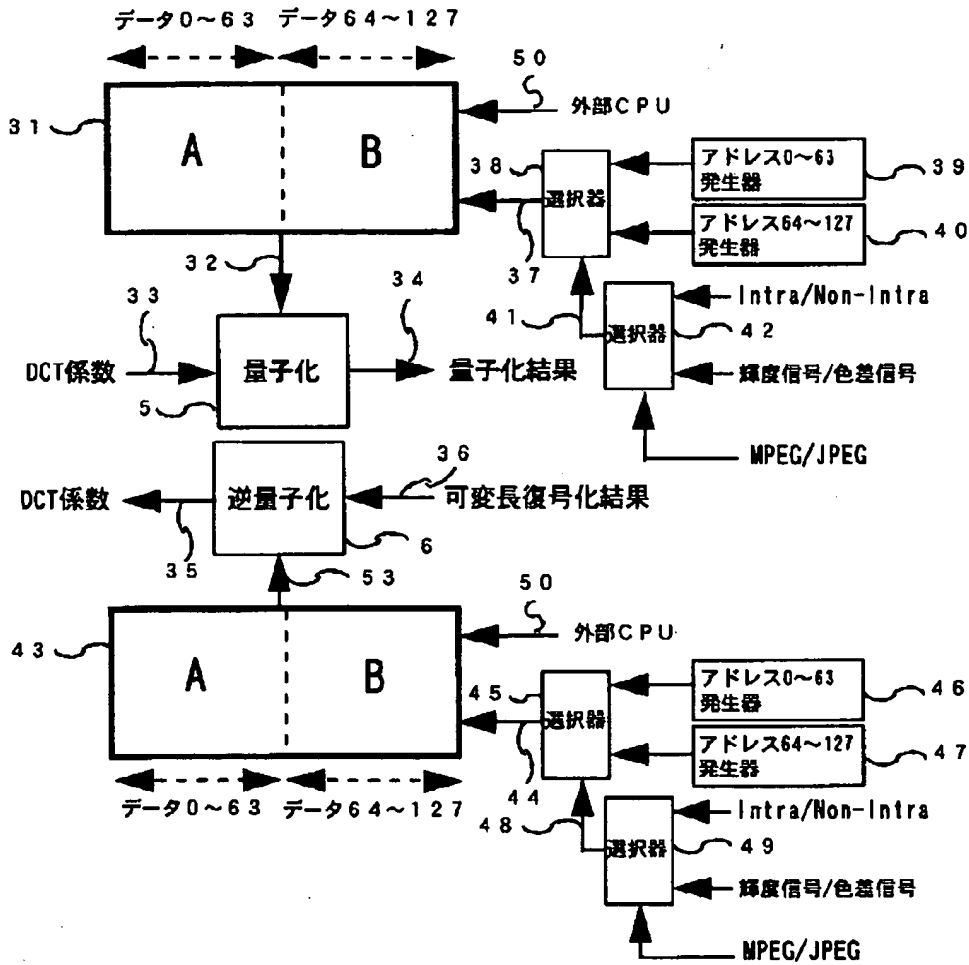 データ0～63 データ64～127
50
外部CPU
31
A
B
38
選択器
アドレス0～63
発生器
39
アドレス64～127
発生器
40
32
37
33
34
41
Intra/Non-Intra
選択器
42
DCT係数
量子化
量子化結果
輝度信号/色差信号
5
MPEG/JPEG
36
DCT係数
逆量子化
可変長復号化結果
6
35
53
50
外部CPU
43
A
B
45
選択器
アドレス0～63
発生器
46
アドレス64～127
発生器
47
データ0～63 データ64～127
44
48
Intra/Non-Intra
選択器
49
輝度信号/色差信号
MPEG/JPEG